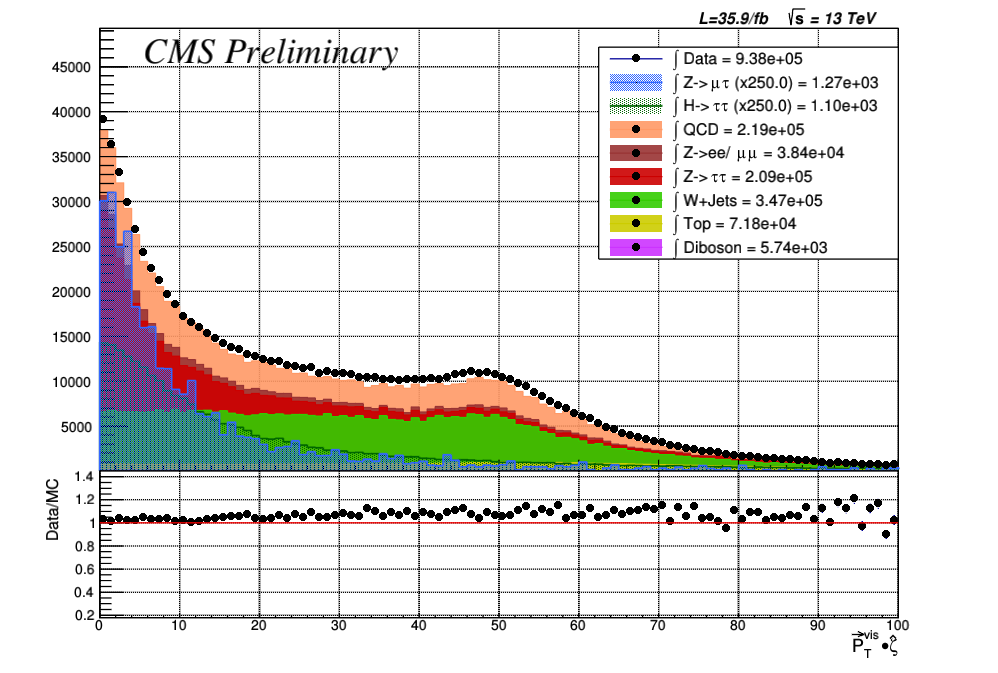 L=35.9/fb √s = 13 TeV
CMS Preliminary
∫ Data = 9.38e+05
∫ Z->μτ (x250.0) = 1.27e+03
∫ H->ττ (x250.0) = 1.10e+03
∫ QCD = 2.19e+05
∫ Z->ee/ μμ = 3.84e+04
∫ Z->ττ = 2.09e+05
∫ W+Jets = 3.47e+05
∫ Top = 7.18e+04
∫ Diboson = 5.74e+03
45000
40000
35000
30000
25000
20000
15000
10000
5000
Data/MC
1.4
1.2
1
0.8
0.6
0.4
0.2
0 10 20 30 40 50 60 70 80 90 100
P⃗_T^vis •ζ̂